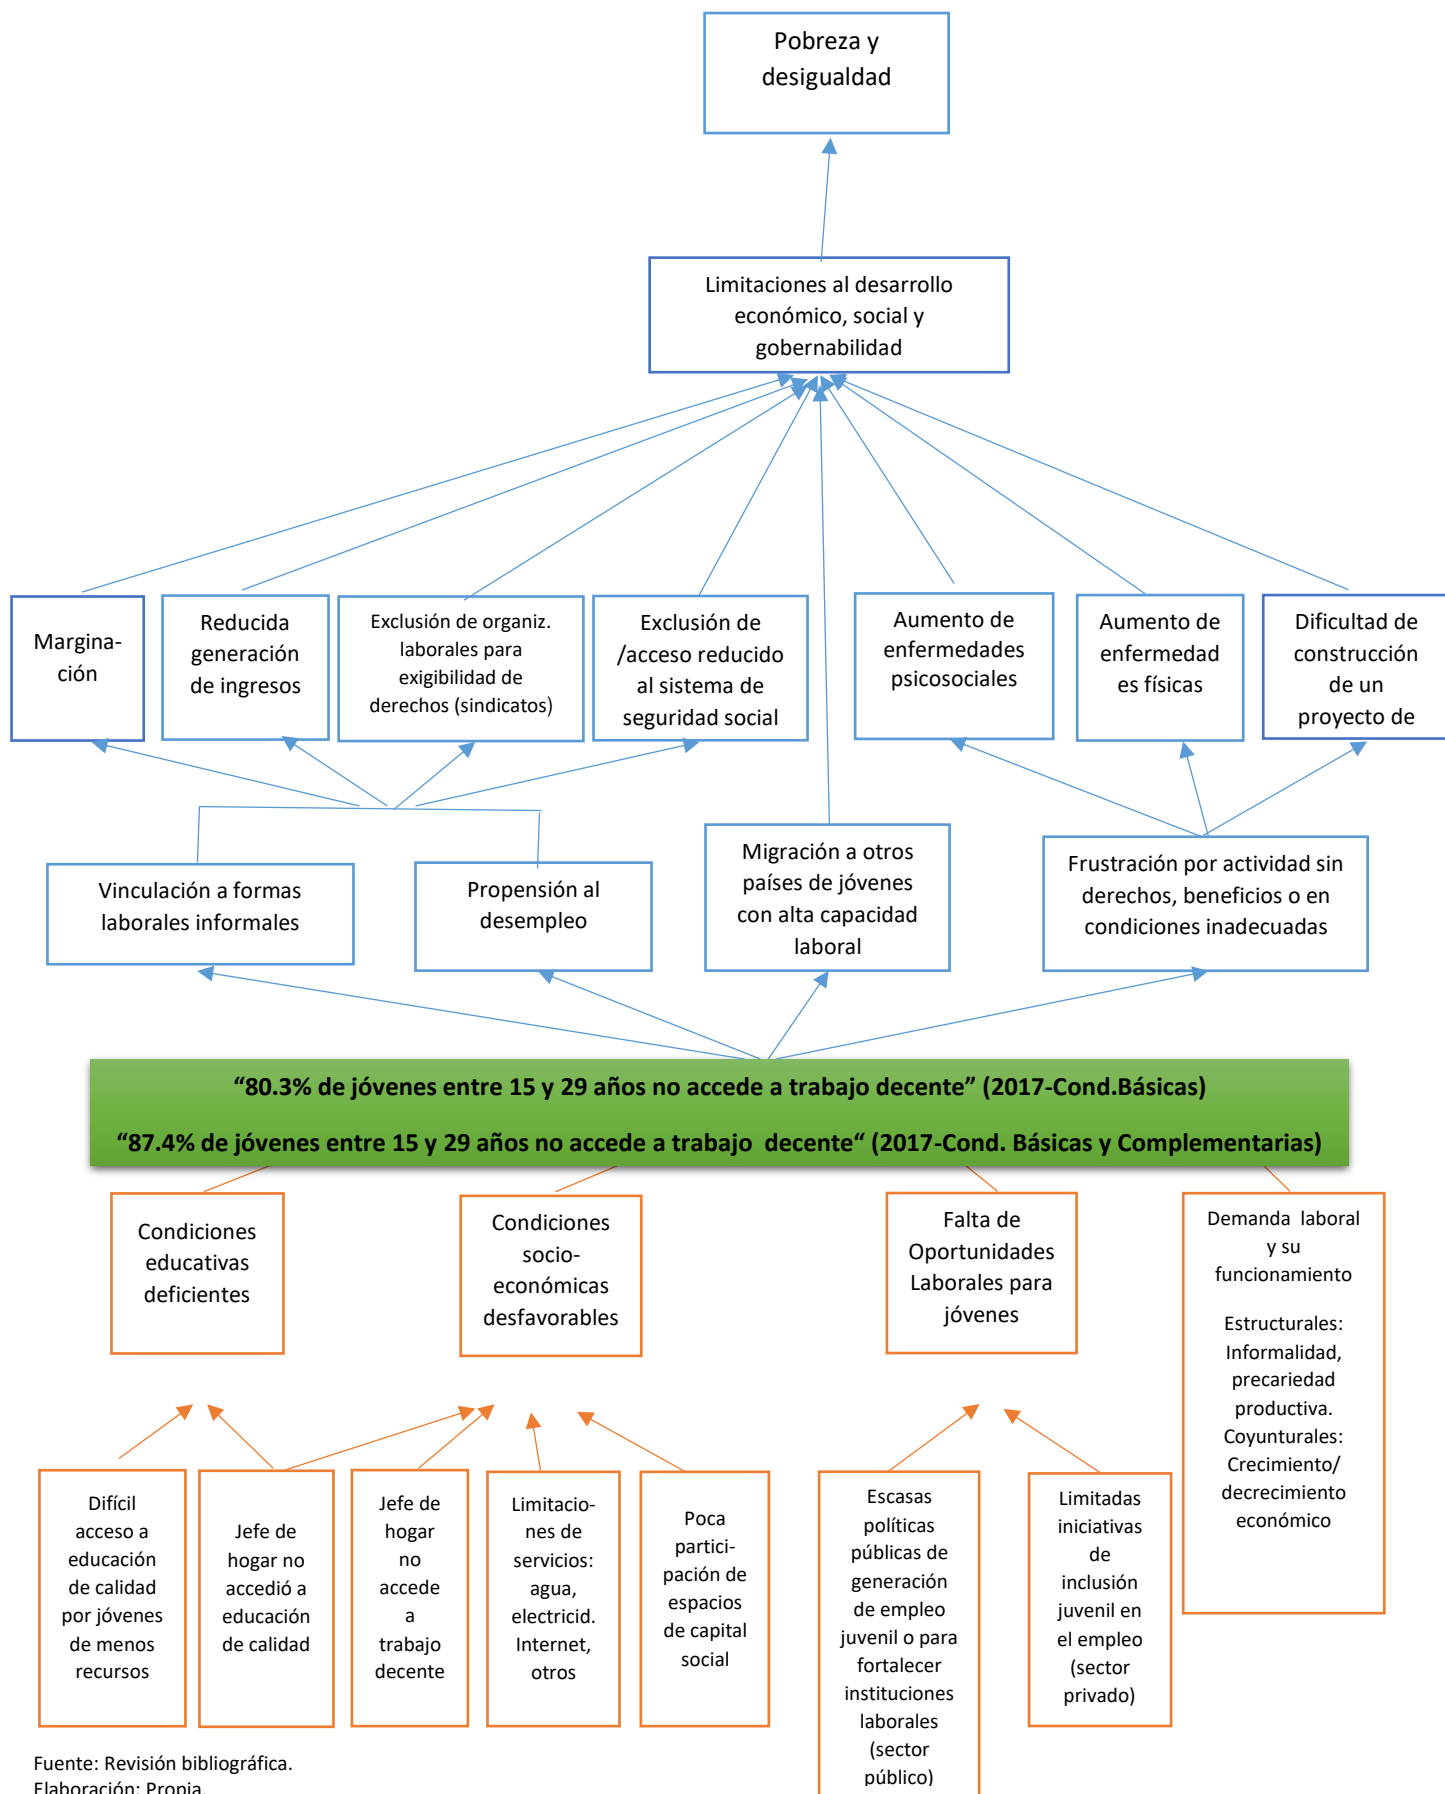 Pobreza y
desigualdad
Limitaciones al desarrollo
económico, social y
gobernabilidad
Margina-
ción
Reducida
generación
de ingresos
Exclusión de organiz.
laborales para
exigibilidad de
derechos (sindicatos)
Exclusión de
/acceso reducido
al sistema de
seguridad social
Aumento de
enfermedades
psicosociales
Aumento de
enfermedad
es físicas
Dificultad de
construcción
de un
proyecto de
Vinculación a formas
laborales informales
Propensión al
desempleo
Migración a otros
países de jóvenes
con alta capacidad
laboral
Frustración por actividad sin
derechos, beneficios o en
condiciones inadecuadas
“80.3% de jóvenes entre 15 y 29 años no accede a trabajo decente” (2017-Cond.Básicas)
“87.4% de jóvenes entre 15 y 29 años no accede a trabajo  decente“ (2017-Cond. Básicas y Complementarias)
Condiciones
educativas
deficientes
Condiciones
socio-
económicas
desfavorables
Falta de
Oportunidades
Laborales para
jóvenes
Demanda  laboral
y su
funcionamiento
Estructurales:
Informalidad,
precariedad
productiva.
Coyunturales:
Crecimiento/
decrecimiento
económico
Difícil
acceso a
educación
de calidad
por jóvenes
de menos
recursos
Jefe de
hogar no
accedió a
educación
de calidad
Jefe de
hogar
no
accede
a
trabajo
decente
Limitacio-
nes de
servicios:
agua,
electricid.
Internet,
otros
Poca
partici-
pación de
espacios
de capital
social
Escasas
políticas
públicas de
generación
de empleo
juvenil o para
fortalecer
instituciones
laborales
(sector
público)
Limitadas
iniciativas
de
inclusión
juvenil en
el empleo
(sector
privado)
Fuente: Revisión bibliográfica.
Elaboración: Propia.